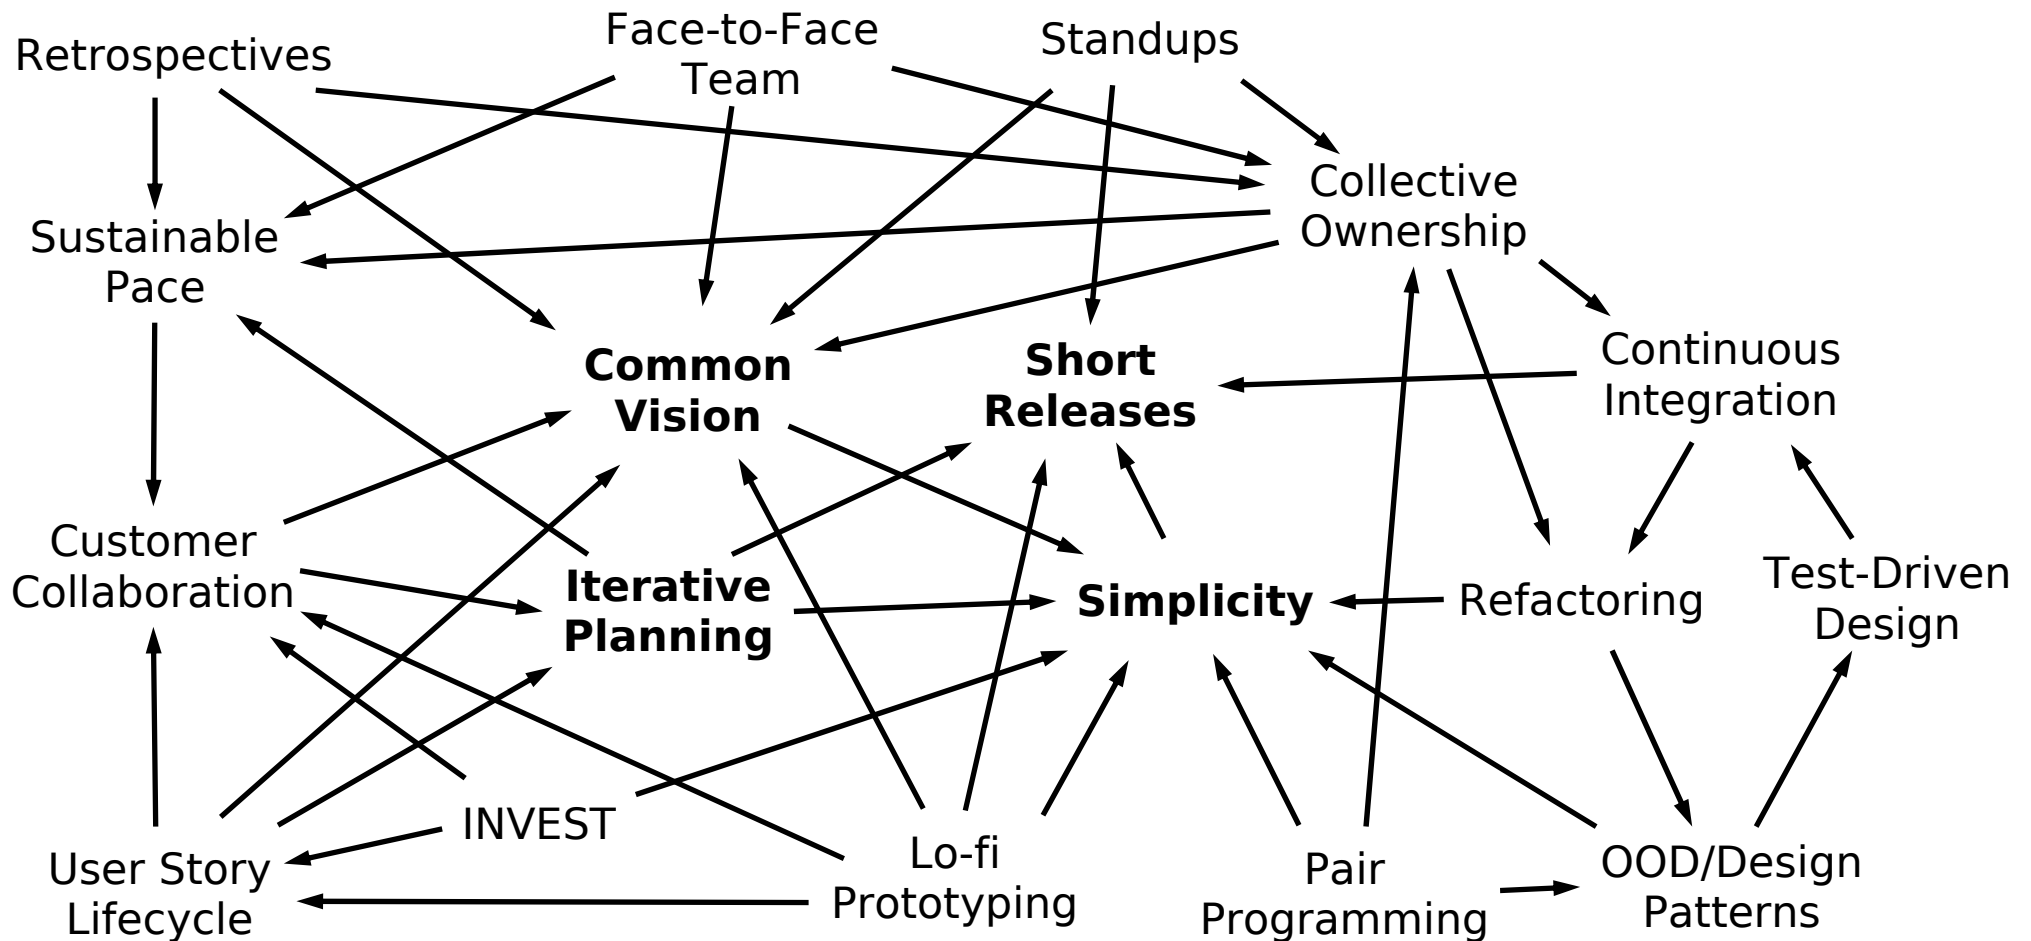 Retrospectives
Face-to-Face
Team
Standups
Collective
Ownership
Sustainable
Pace
Common
Vision
Short
Releases
Continuous
Integration
Customer
Collaboration
Iterative
Planning
Simplicity
Refactoring
Test-Driven
Design
INVEST
User Story
Lifecycle
Lo-fi
Prototyping
Pair
Programming
OOD/Design
Patterns